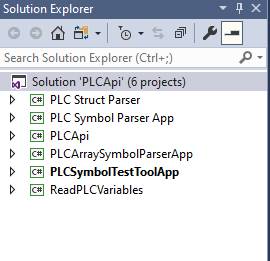 Solution Explorer
Search Solution Explorer (Ctrl+;)
Solution 'PLCApi' (6 projects)
C# PLC Struct Parser
C# PLC Symbol Parser App
C# PLCApi
C# PLCArraySymbolParserApp
C# PLCSymbolTestToolApp
C# ReadPLCVariables